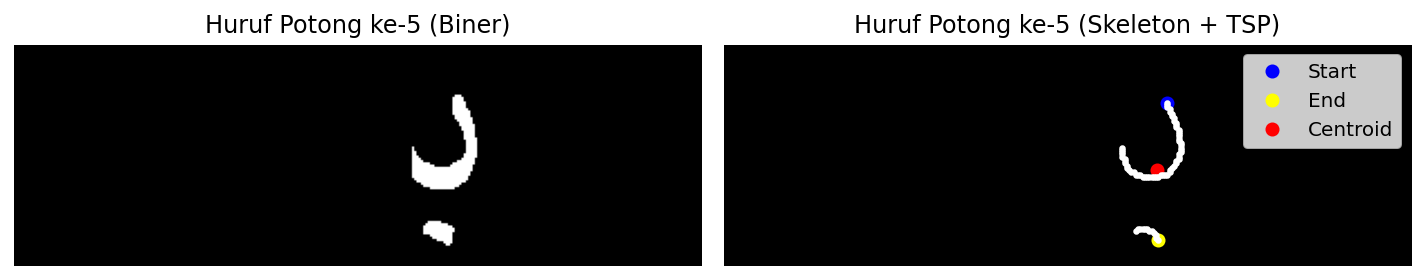 Huruf Potong ke-5 (Biner)
Huruf Potong ke-5 (Skeleton + TSP)
Start
End
Centroid